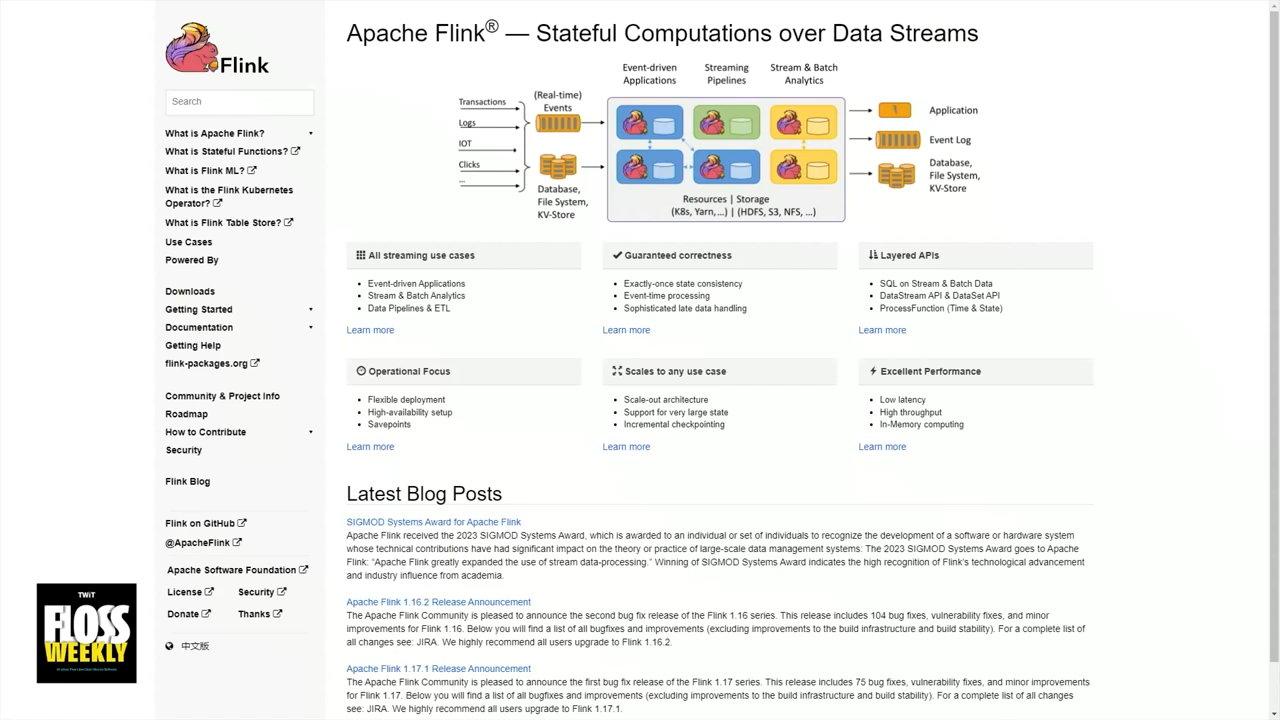 Flink
Search
What is Apache Flink?
What is Stateful Functions?
What is Flink ML?
What is the Flink Kubernetes
Operator?
What is Flink Table Store?
Use Cases
Powered By
Downloads
Getting Started
Documentation
Getting Help
flink-packages.org
Community & Project Info
Roadmap
How to Contribute
Security
Flink Blog
Flink on GitHub
@ApacheFlink
Apache Software Foundation
License Security
Donate Thanks
中文版
TWiT
FLOSS
WEEKLY
Apache Flink® — Stateful Computations over Data Streams
Event-driven
Applications
Streaming
Pipelines
Stream & Batch
Analytics
Transactions
Logs
IOT
Clicks
...
(Real-time)
Events
Database,
File System,
KV-Store
Resources | Storage
(K8s, Yarn,...) | (HDFS, S3, NFS, ...)
Application
Event Log
Database,
File System,
KV-Store
All streaming use cases
Event-driven Applications
Stream & Batch Analytics
Data Pipelines & ETL
Learn more
Guaranteed correctness
Exactly-once state consistency
Event-time processing
Sophisticated late data handling
Learn more
Layered APIs
SQL on Stream & Batch Data
DataStream API & DataSet API
ProcessFunction (Time & State)
Learn more
Operational Focus
Flexible deployment
High-availability setup
Savepoints
Learn more
Scales to any use case
Scale-out architecture
Support for very large state
Incremental checkpointing
Learn more
Excellent Performance
Low latency
High throughput
In-Memory computing
Learn more
Latest Blog Posts
SIGMOD Systems Award for Apache Flink
Apache Flink received the 2023 SIGMOD Systems Award, which is awarded to an individual or set of individuals to recognize the development of a software or hardware system
whose technical contributions have had significant impact on the theory or practice of large-scale data management systems: The 2023 SIGMOD Systems Award goes to Apache
Flink: “Apache Flink greatly expanded the use of stream data-processing.” Winning of SIGMOD Systems Award indicates the high recognition of Flink’s technological advancement
and industry influence from academia.
Apache Flink 1.16.2 Release Announcement
The Apache Flink Community is pleased to announce the second bug fix release of the Flink 1.16 series. This release includes 104 bug fixes, vulnerability fixes, and minor
improvements for Flink 1.16. Below you will find a list of all bugfixes and improvements (excluding improvements to the build infrastructure and build stability). For a complete list of
all changes see: JIRA. We highly recommend all users upgrade to Flink 1.16.2.
Apache Flink 1.17.1 Release Announcement
The Apache Flink Community is pleased to announce the first bug fix release of the Flink 1.17 series. This release includes 75 bug fixes, vulnerability fixes, and minor improvements
for Flink 1.17. Below you will find a list of all bugfixes and improvements (excluding improvements to the build infrastructure and build stability). For a complete list of all changes
see: JIRA. We highly recommend all users upgrade to Flink 1.17.1.